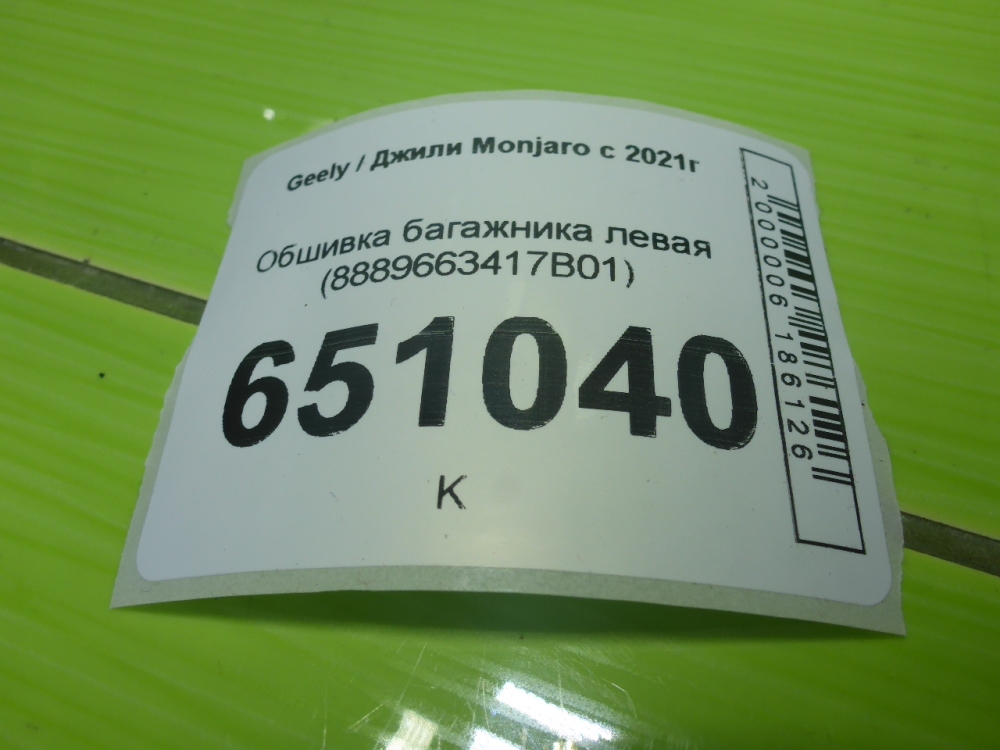 Geely / Джили Monjaro с 2021г
Обшивка багажника левая
(8889663417B01)
651040
К
2000006186126